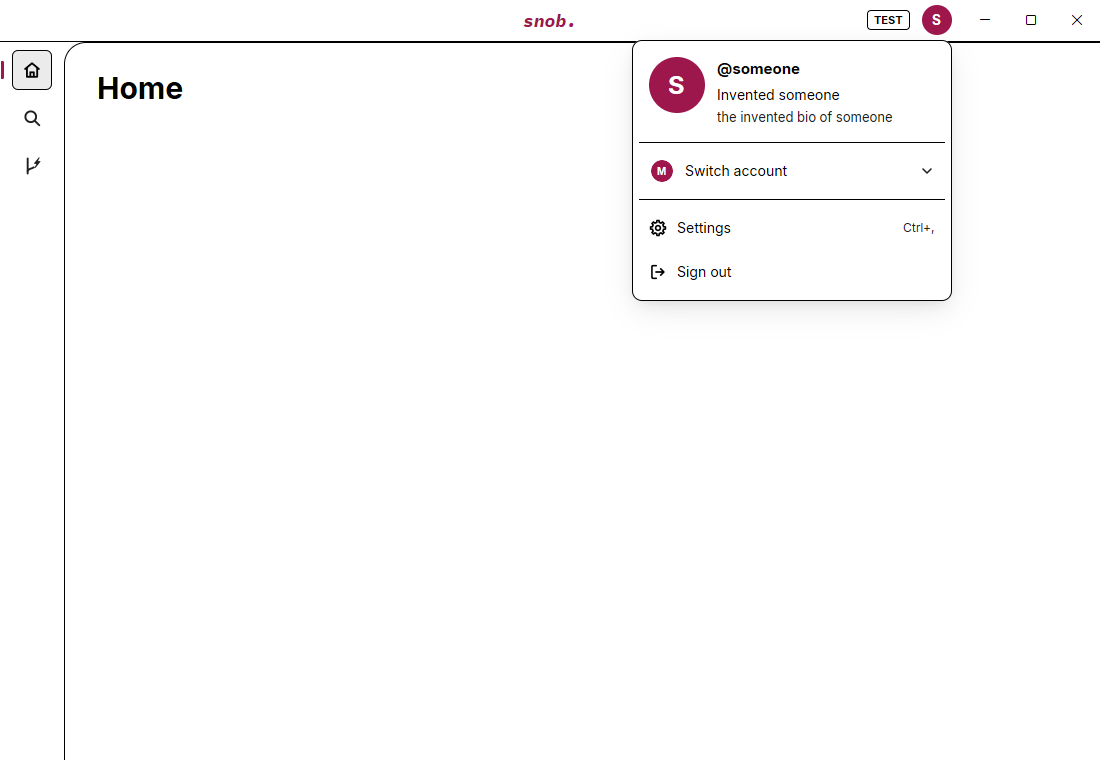 snob.
TEST
S
Home
S
@someone
Invented someone
the invented bio of someone
M
Switch account
Settings
Ctrl+,
Sign out